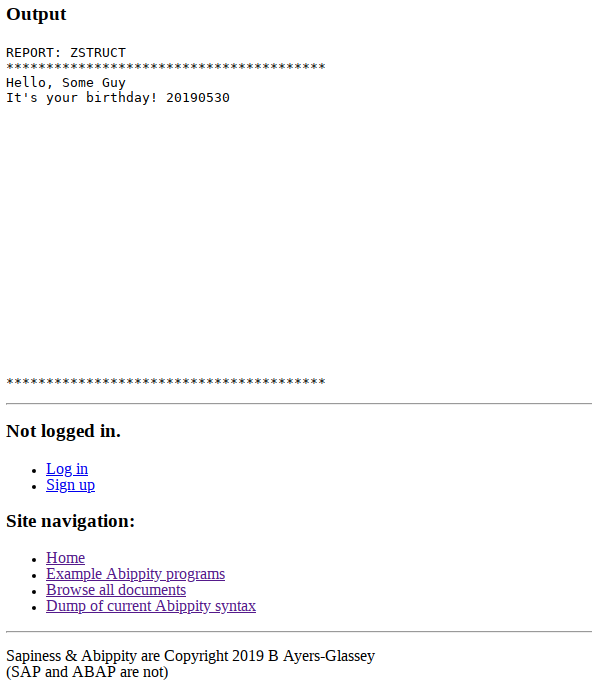 Output
REPORT: ZSTRUCT
****************************************
Hello, Some Guy
It's your birthday! 20190530
****************************************
Not logged in.
Log in
Sign up
Site navigation:
Home
Example Abippity programs
Browse all documents
Dump of current Abippity syntax
Sapiness & Abippity are Copyright 2019 B Ayers-Glassey
(SAP and ABAP are not)